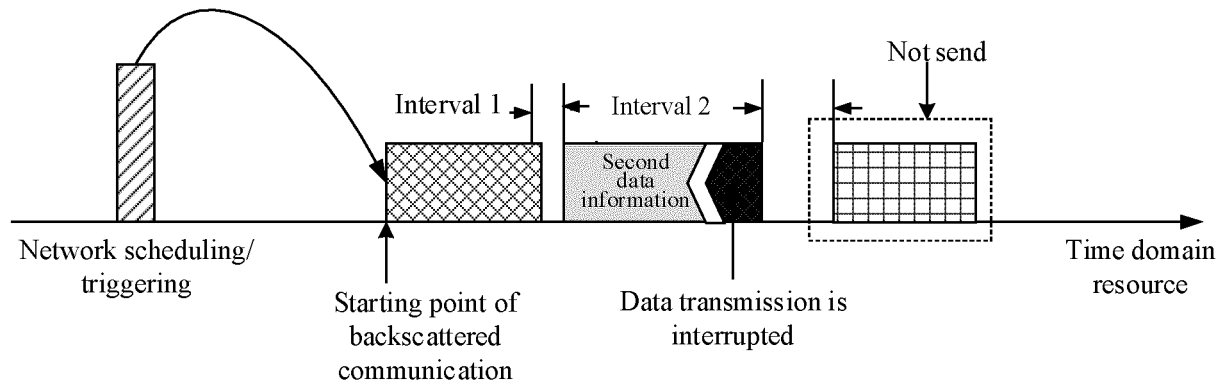 Not send
Interval 1
Interval 2
Second
data
information
Network scheduling/
triggering
Time domain
resource
Starting point of
backscattered
communication
Data transmission is
interrupted